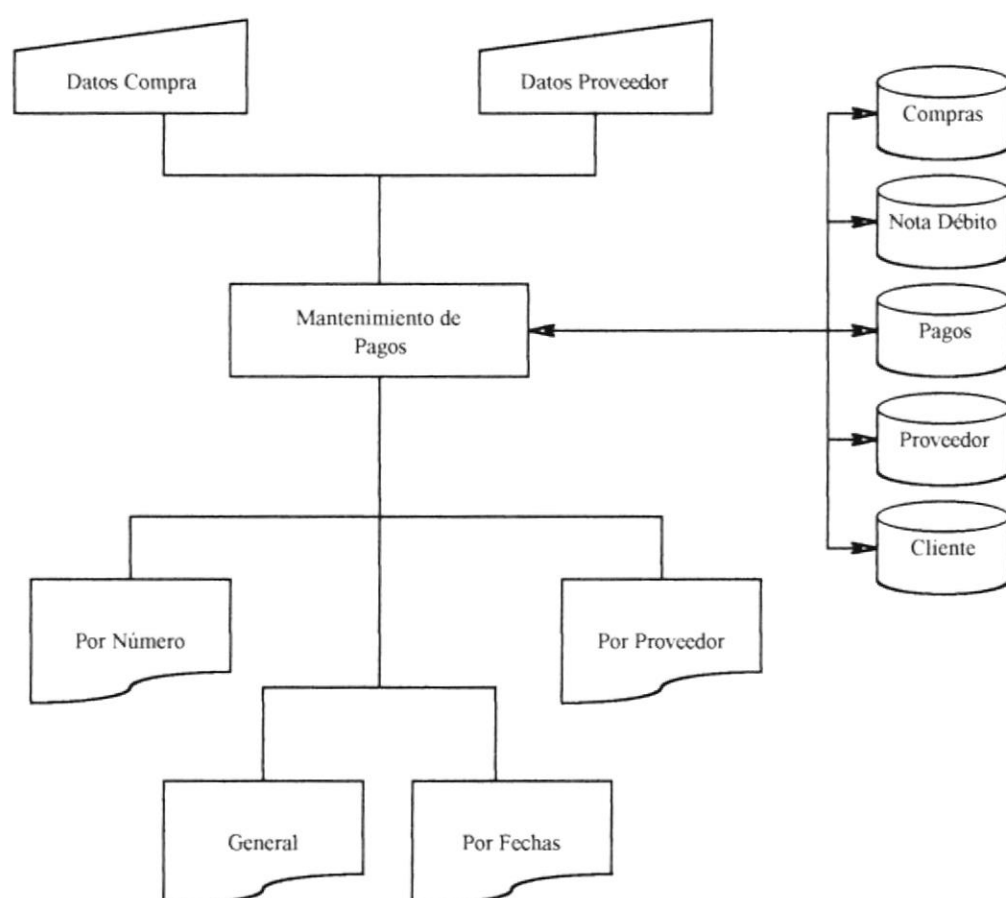 Datos Compra
Datos Proveedor
Compras
Nota Débito
Mantenimiento de
Pagos
Pagos
Proveedor
Cliente
Por Número
Por Proveedor
General
Por Fechas